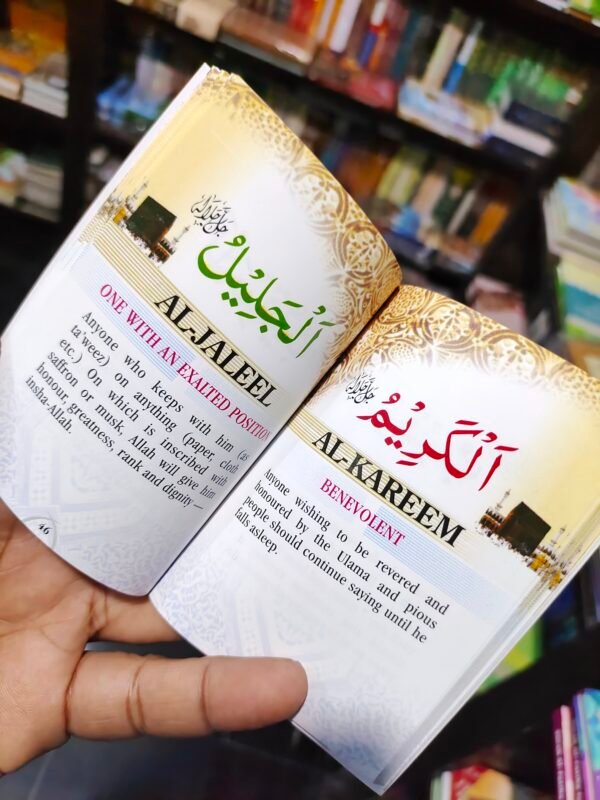 جَلَّ جَلَالُهُ
اَلْجَلِيْلُ
AL-JALEEL
ONE WITH AN EXALTED POSITION
Anyone who keeps with him (as
ta'weez) on anything (paper, cloth
etc.) On which is inscribed with
saffron or musk, Allah will give him
honour, greatness, rank and dignity –
Insha-Allah.
46
جَلَّ جَلَالُهُ
اَلْكَرِيْمُ
AL-KAREEM
BENEVOLENT
Anyone wishing to be revered and
honoured by the Ulama and pious
people should continue saying until he
falls asleep.